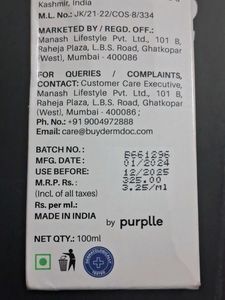 Kashmir, India
M.L. No.: JK/21-22/COS-8/334
MARKETED BY / REGD. OFF.:
Manash Lifestyle Pvt. Ltd., 101 B,
Raheja Plaza, L.B.S. Road, Ghatkopar
(West), Mumbai - 400086
FOR QUERIES / COMPLAINTS,
CONTACT: Customer Care Executive,
Manash Lifestyle Pvt. Ltd., 101 B,
Raheja Plaza, L.B.S. Road, Ghatkopar
(West), Mumbai - 400086 ;
Ph No.: +91 9004972888
Email: care@buydermdoc.com
BATCH NO.: B661296
MFG. DATE: 01/2024
USE BEFORE: 12/2025
M.R.P. Rs.: 325.00
(Incl. of all taxes) 3.25/ml
Rs. per ml.:
MADE IN INDIA by purplle
NET QTY.: 100ml